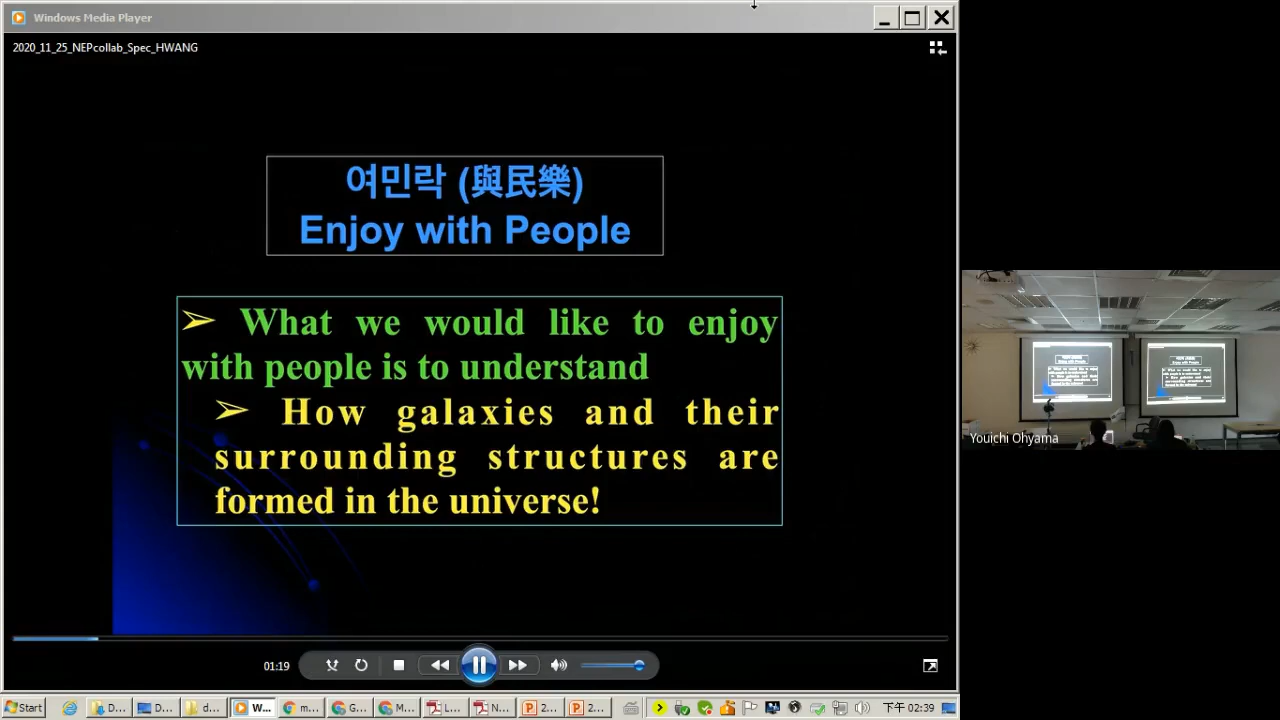 Windows Media Player
2020_11_25_NEPcollab_Spec_HWANG
여민락 (與民樂)
Enjoy with People
➢ What we would like to enjoy
with people is to understand
➢ How galaxies and their
surrounding structures are
formed in the universe!
Youichi Ohyama
01:19
Start D... D... d... W... m... G... M... L... N... 2... 2... 下午 02:39